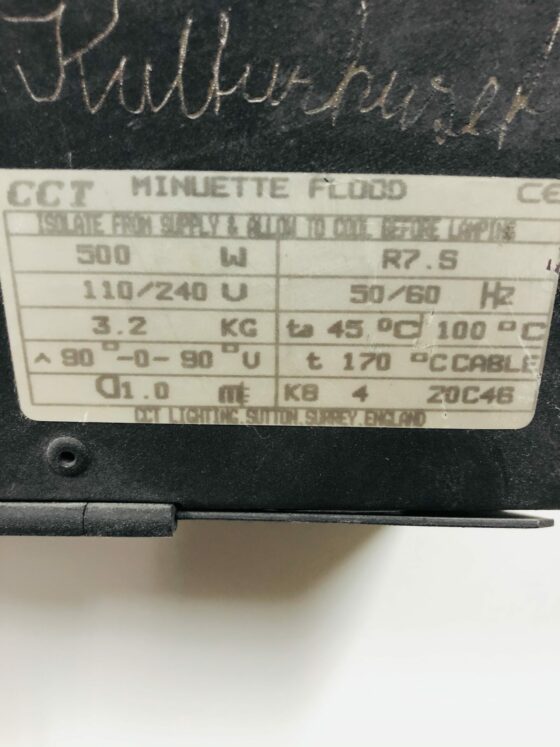 CCT MINUETTE FLOOD CE
ISOLATE FROM SUPPLY & ALLOW TO COOL BEFORE LAMPING
500 W R7.S
110/240 V 50/60 Hz
3.2 KG ta 45 °C 100 °C
^ 90°-0-90° V t 170 °C CABLE
1.0 m K8 4 20C46
CCT LIGHTING.SUTTON.SURREY.ENGLAND